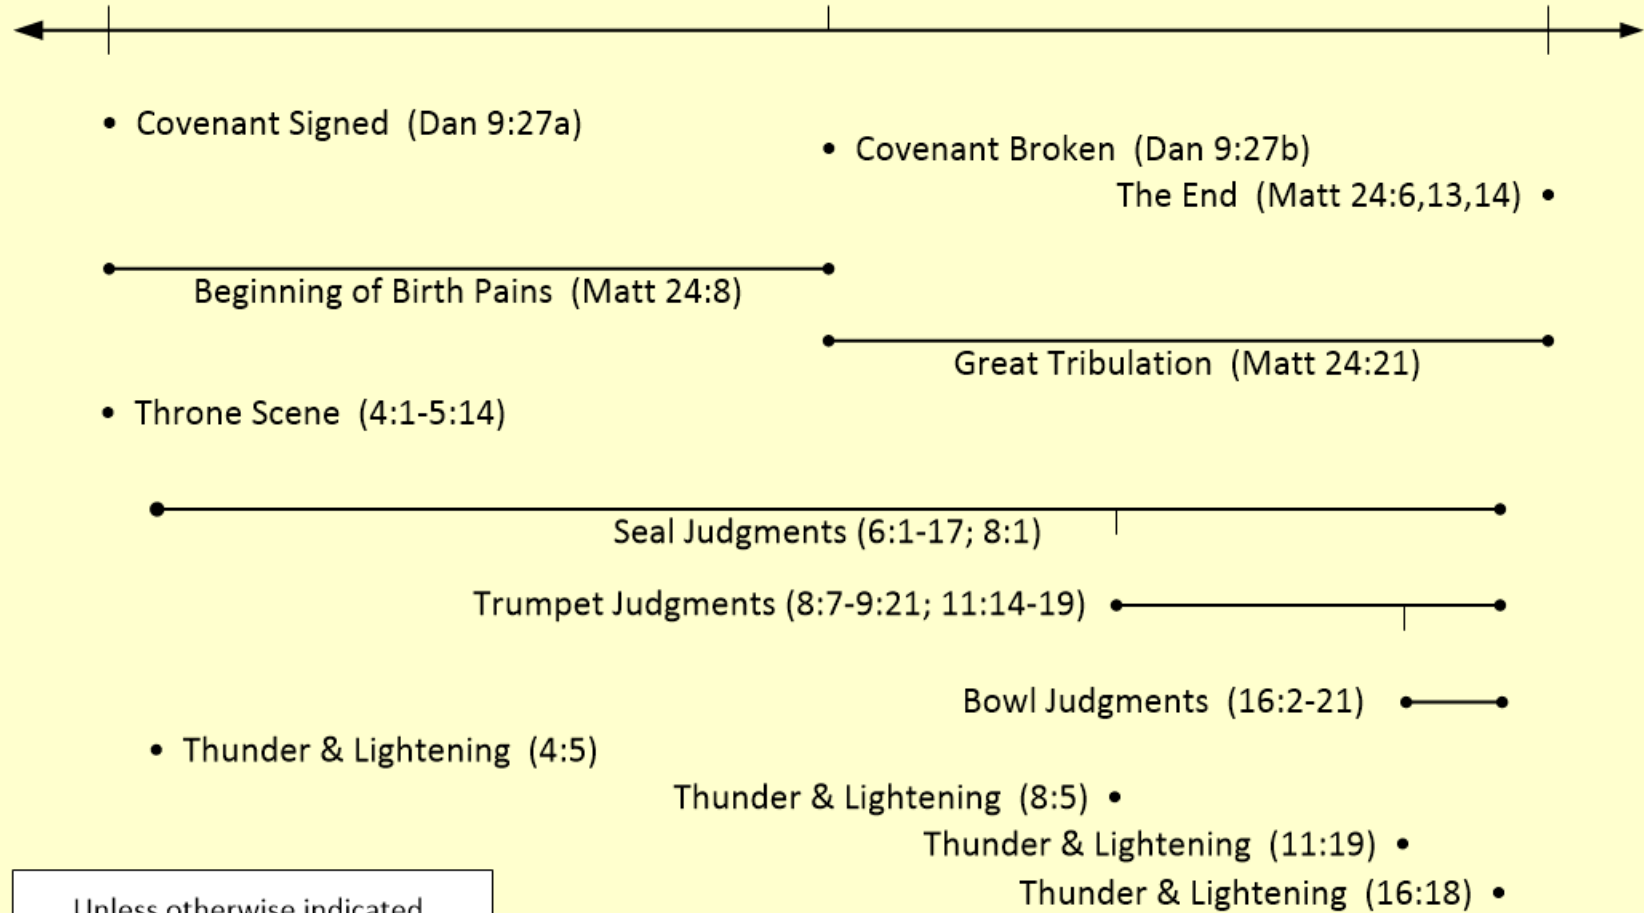 Covenant Signed (Dan 9:27a)
Covenant Broken (Dan 9:27b)
The End (Matt 24:6,13,14)
Beginning of Birth Pains (Matt 24:8)
Great Tribulation (Matt 24:21)
Throne Scene (4:1-5:14)
Seal Judgments (6:1-17; 8:1)
Trumpet Judgments (8:7-9:21; 11:14-19)
Bowl Judgments (16:2-21)
Thunder & Lightening (4:5)
Thunder & Lightening (8:5)
Thunder & Lightening (11:19)
Thunder & Lightening (16:18)
Unless otherwise indicated